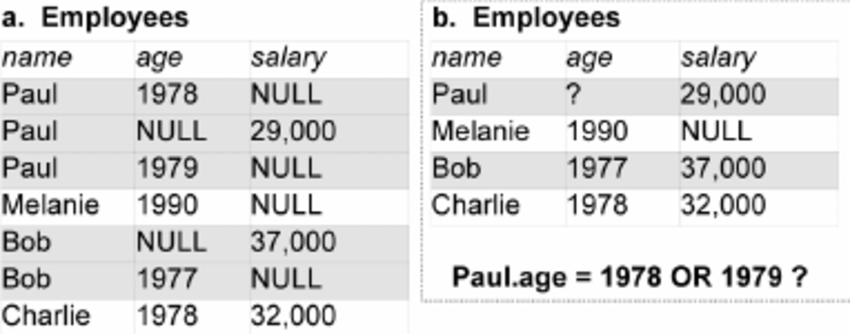 a. Employees
name age salary
Paul 1978 NULL
Paul NULL 29,000
Paul 1979 NULL
Melanie 1990 NULL
Bob NULL 37,000
Bob 1977 NULL
Charlie 1978 32,000
b. Employees
name age salary
Paul ? 29,000
Melanie 1990 NULL
Bob 1977 37,000
Charlie 1978 32,000
Paul.age = 1978 OR 1979 ?